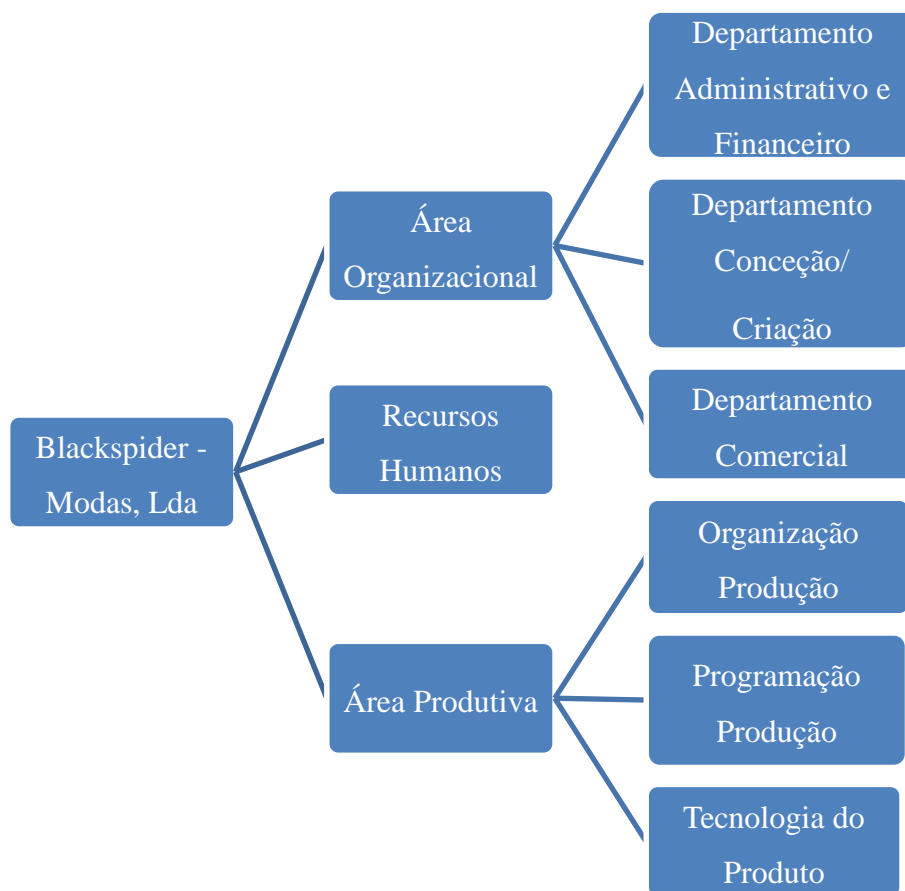 Blackspider -
Modas, Lda
Área
Organizacional
Departamento
Administrativo e
Financeiro
Departamento
Conceção/
Criação
Departamento
Comercial
Recursos
Humanos
Área Produtiva
Organização
Produção
Programação
Produção
Tecnologia do
Produto